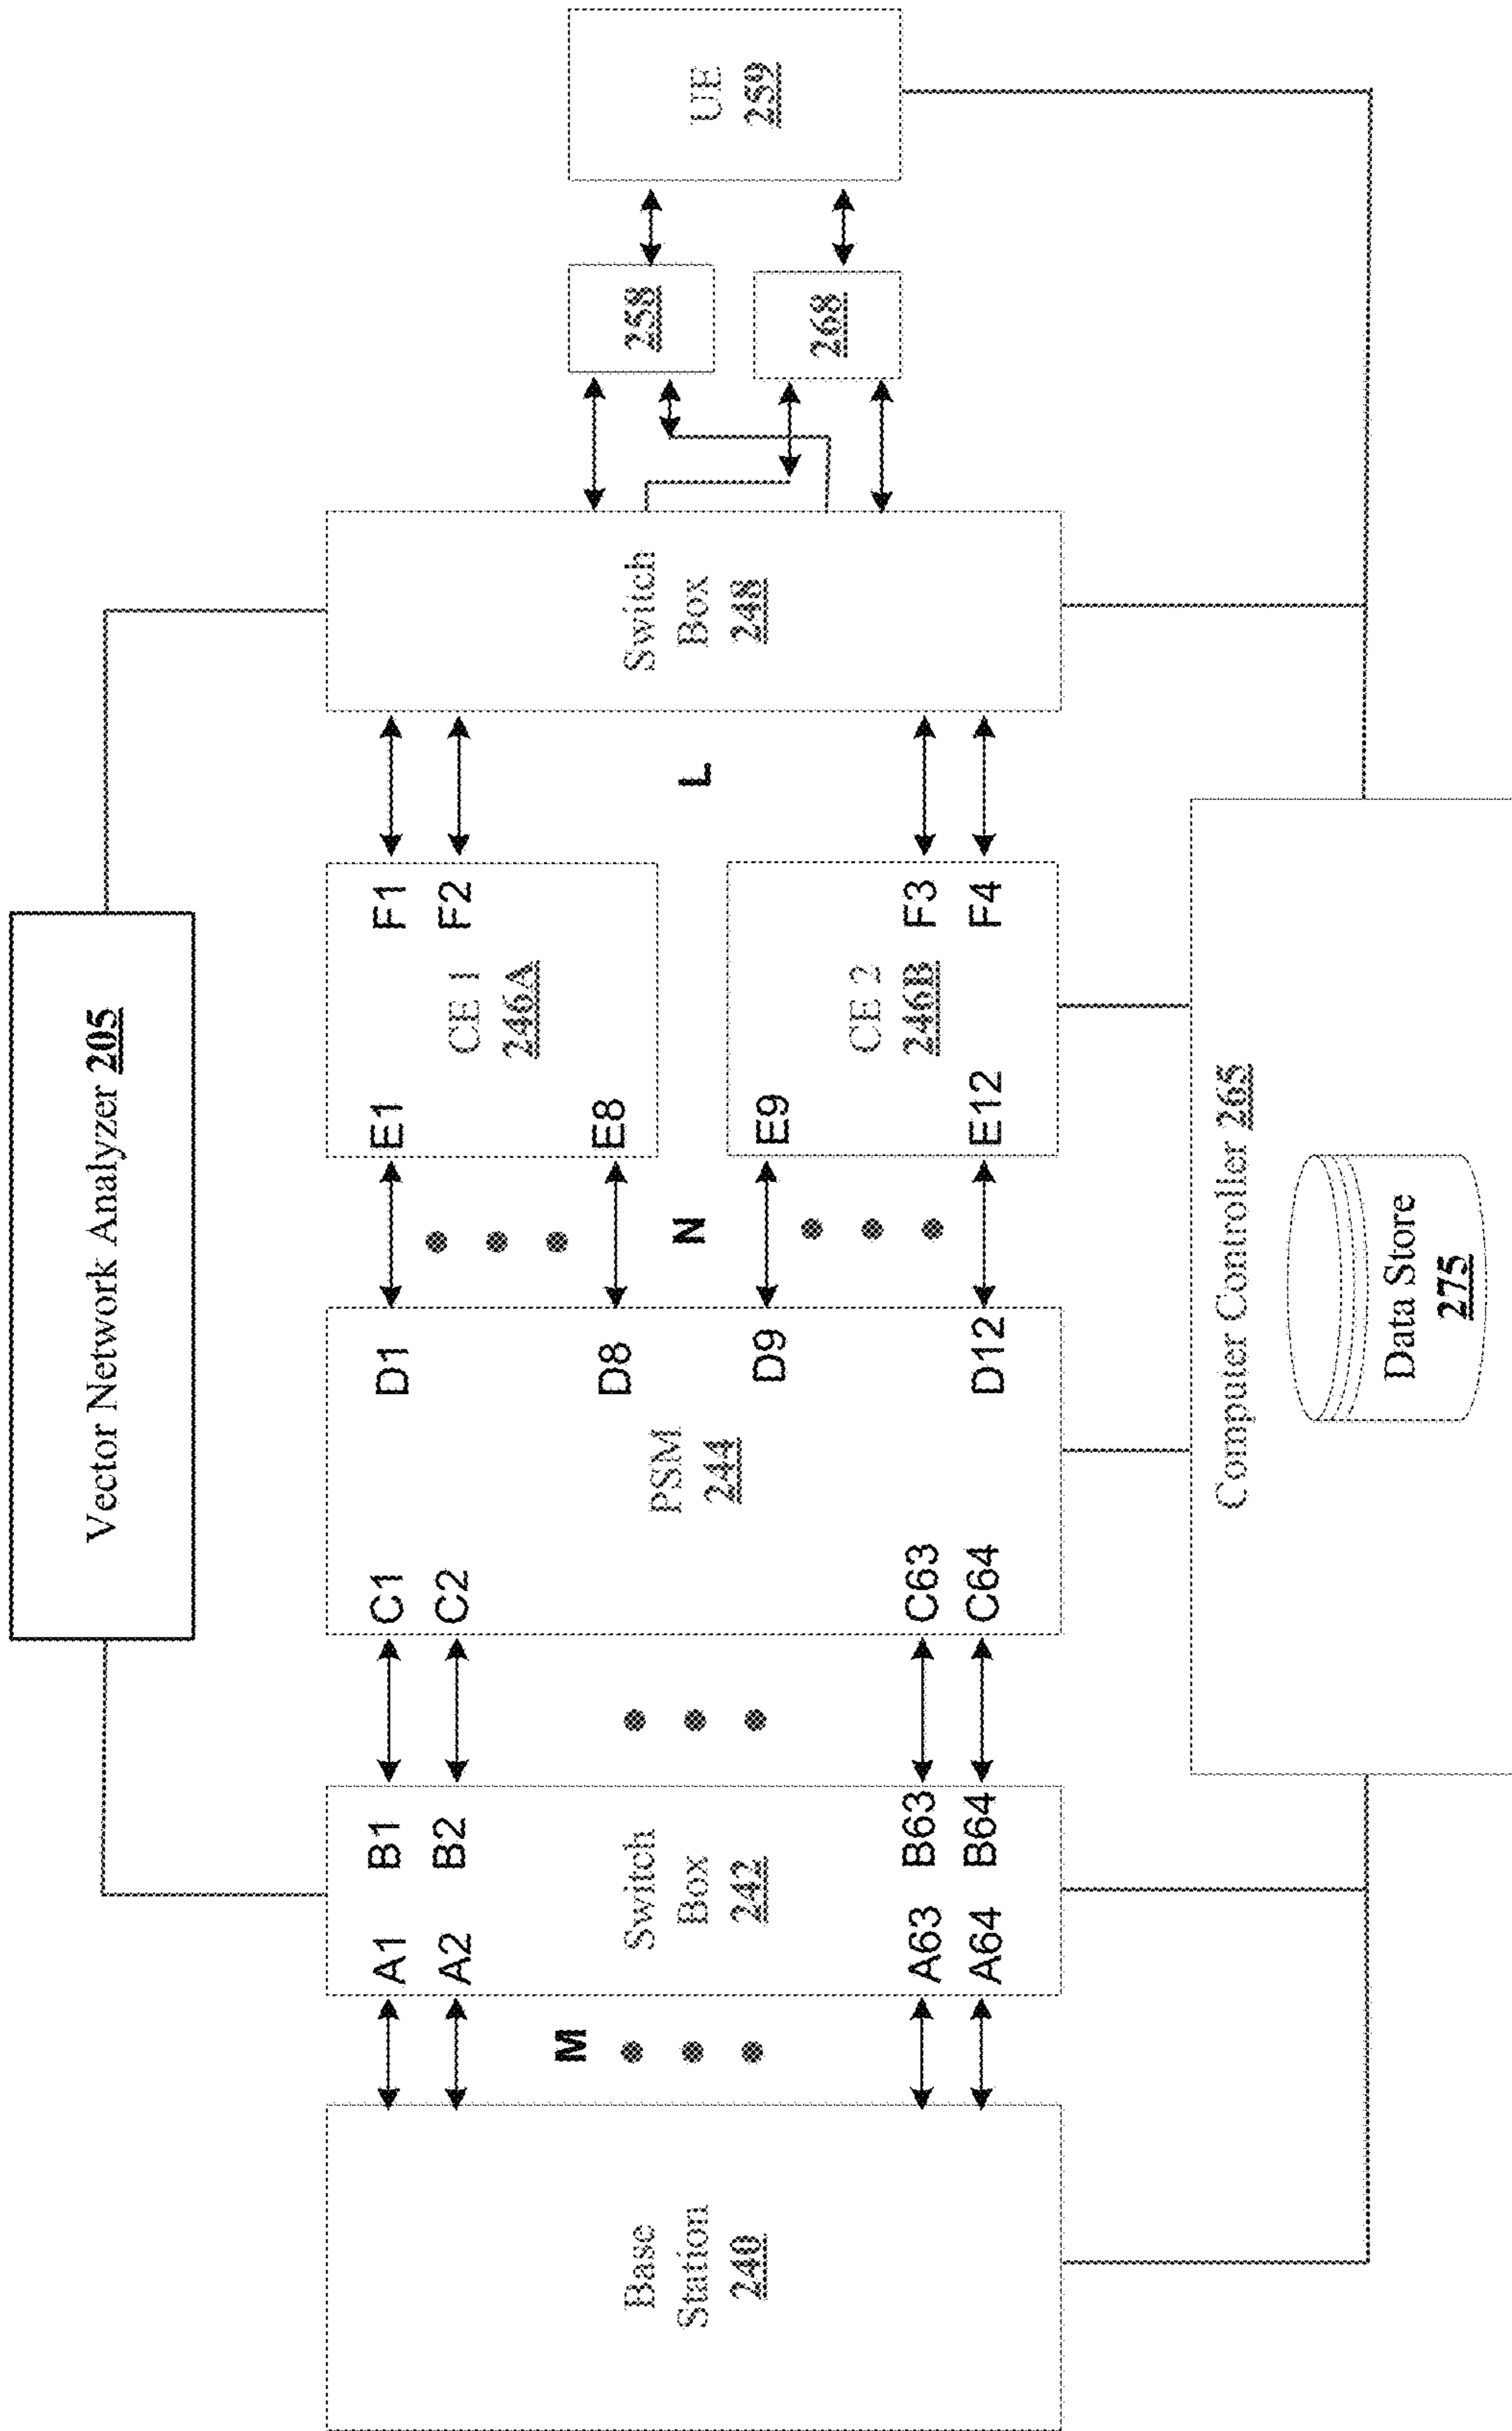 Vector Network Analyzer 205
Base
Station
240
M
A1
A2
A63
A64
B1
B2
B63
B64
Switch
Box
242
C1
C2
C63
C64
PSM
244
D1
D8
D9
D12
N
E1
E8
CE 1
246A
F1
F2
E9
E12
CE 2
246B
F3
F4
L
Switch
Box
248
258
268
UE
259
Computer Controller 265
Data Store
275